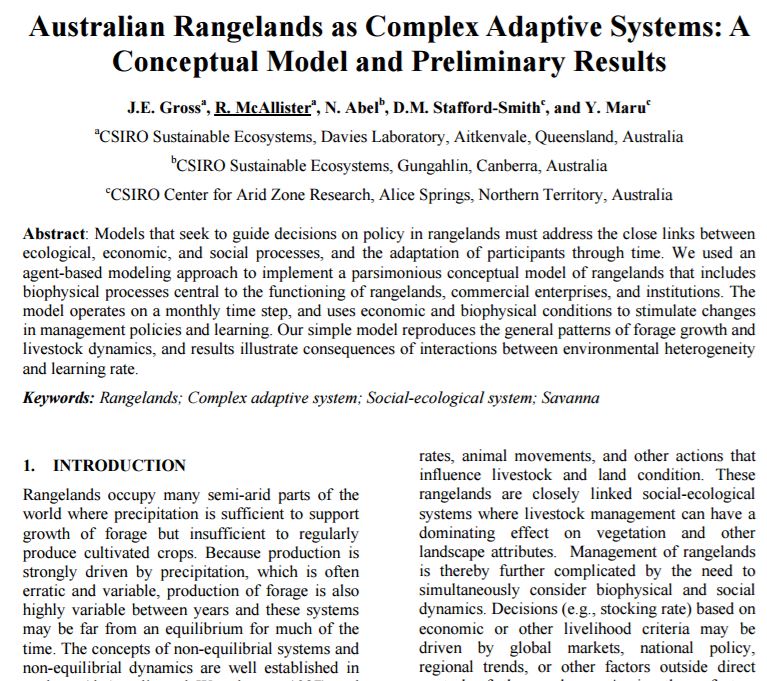 Australian Rangelands as Complex Adaptive Systems: A
Conceptual Model and Preliminary Results
J.E. Grossa, R. McAllistera, N. Abelb, D.M. Stafford-Smithc, and Y. Maruc
aCSIRO Sustainable Ecosystems, Davies Laboratory, Aitkenvale, Queensland, Australia
bCSIRO Sustainable Ecosystems, Gungahlin, Canberra, Australia
cCSIRO Center for Arid Zone Research, Alice Springs, Northern Territory, Australia
Abstract: Models that seek to guide decisions on policy in rangelands must address the close links between
ecological, economic, and social processes, and the adaptation of participants through time. We used an
agent-based modeling approach to implement a parsimonious conceptual model of rangelands that includes
biophysical processes central to the functioning of rangelands, commercial enterprises, and institutions. The
model operates on a monthly time step, and uses economic and biophysical conditions to stimulate changes
in management policies and learning. Our simple model reproduces the general patterns of forage growth and
livestock dynamics, and results illustrate consequences of interactions between environmental heterogeneity
and learning rate.
Keywords: Rangelands; Complex adaptive system; Social-ecological system; Savanna
1. INTRODUCTION
Rangelands occupy many semi-arid parts of the
world where precipitation is sufficient to support
growth of forage but insufficient to regularly
produce cultivated crops. Because production is
strongly driven by precipitation, which is often
erratic and variable, production of forage is also
highly variable between years and these systems
may be far from an equilibrium for much of the
time. The concepts of non-equilibrial systems and
non-equilibrial dynamics are well established in
rates, animal movements, and other actions that
influence livestock and land condition. These
rangelands are closely linked social-ecological
systems where livestock management can have a
dominating effect on vegetation and other
landscape attributes. Management of rangelands
is thereby further complicated by the need to
simultaneously consider biophysical and social
dynamics. Decisions (e.g., stocking rate) based on
economic or other livelihood criteria may be
driven by global markets, national policy,
regional trends, or other factors outside direct